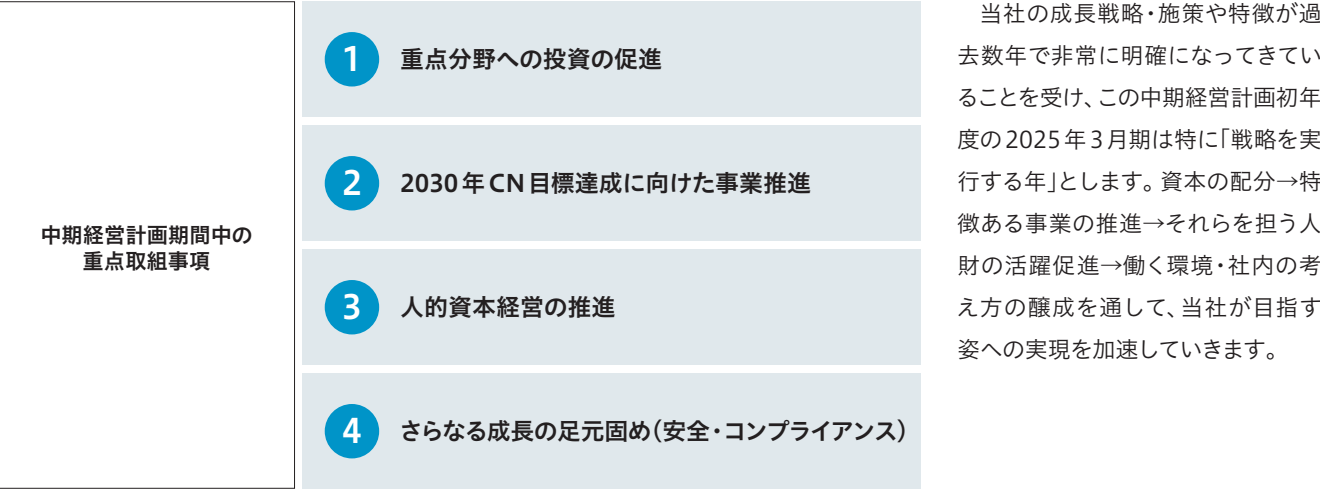 中期経営計画期間中の
重点取組事項
1 重点分野への投資の促進
2 2030年CN目標達成に向けた事業推進
3 人的資本経営の推進
4 さらなる成長の足元固め(安全・コンプライアンス)
当社の成長戦略・施策や特徴が過
去数年で非常に明確になってきてい
ることを受け、この中期経営計画初年
度の2025年3月期は特に「戦略を実
行する年」とします。資本の配分→特
徴ある事業の推進→それらを担う人
財の活躍促進→働く環境・社内の考
え方の醸成を通して、当社が目指す
姿への実現を加速していきます。